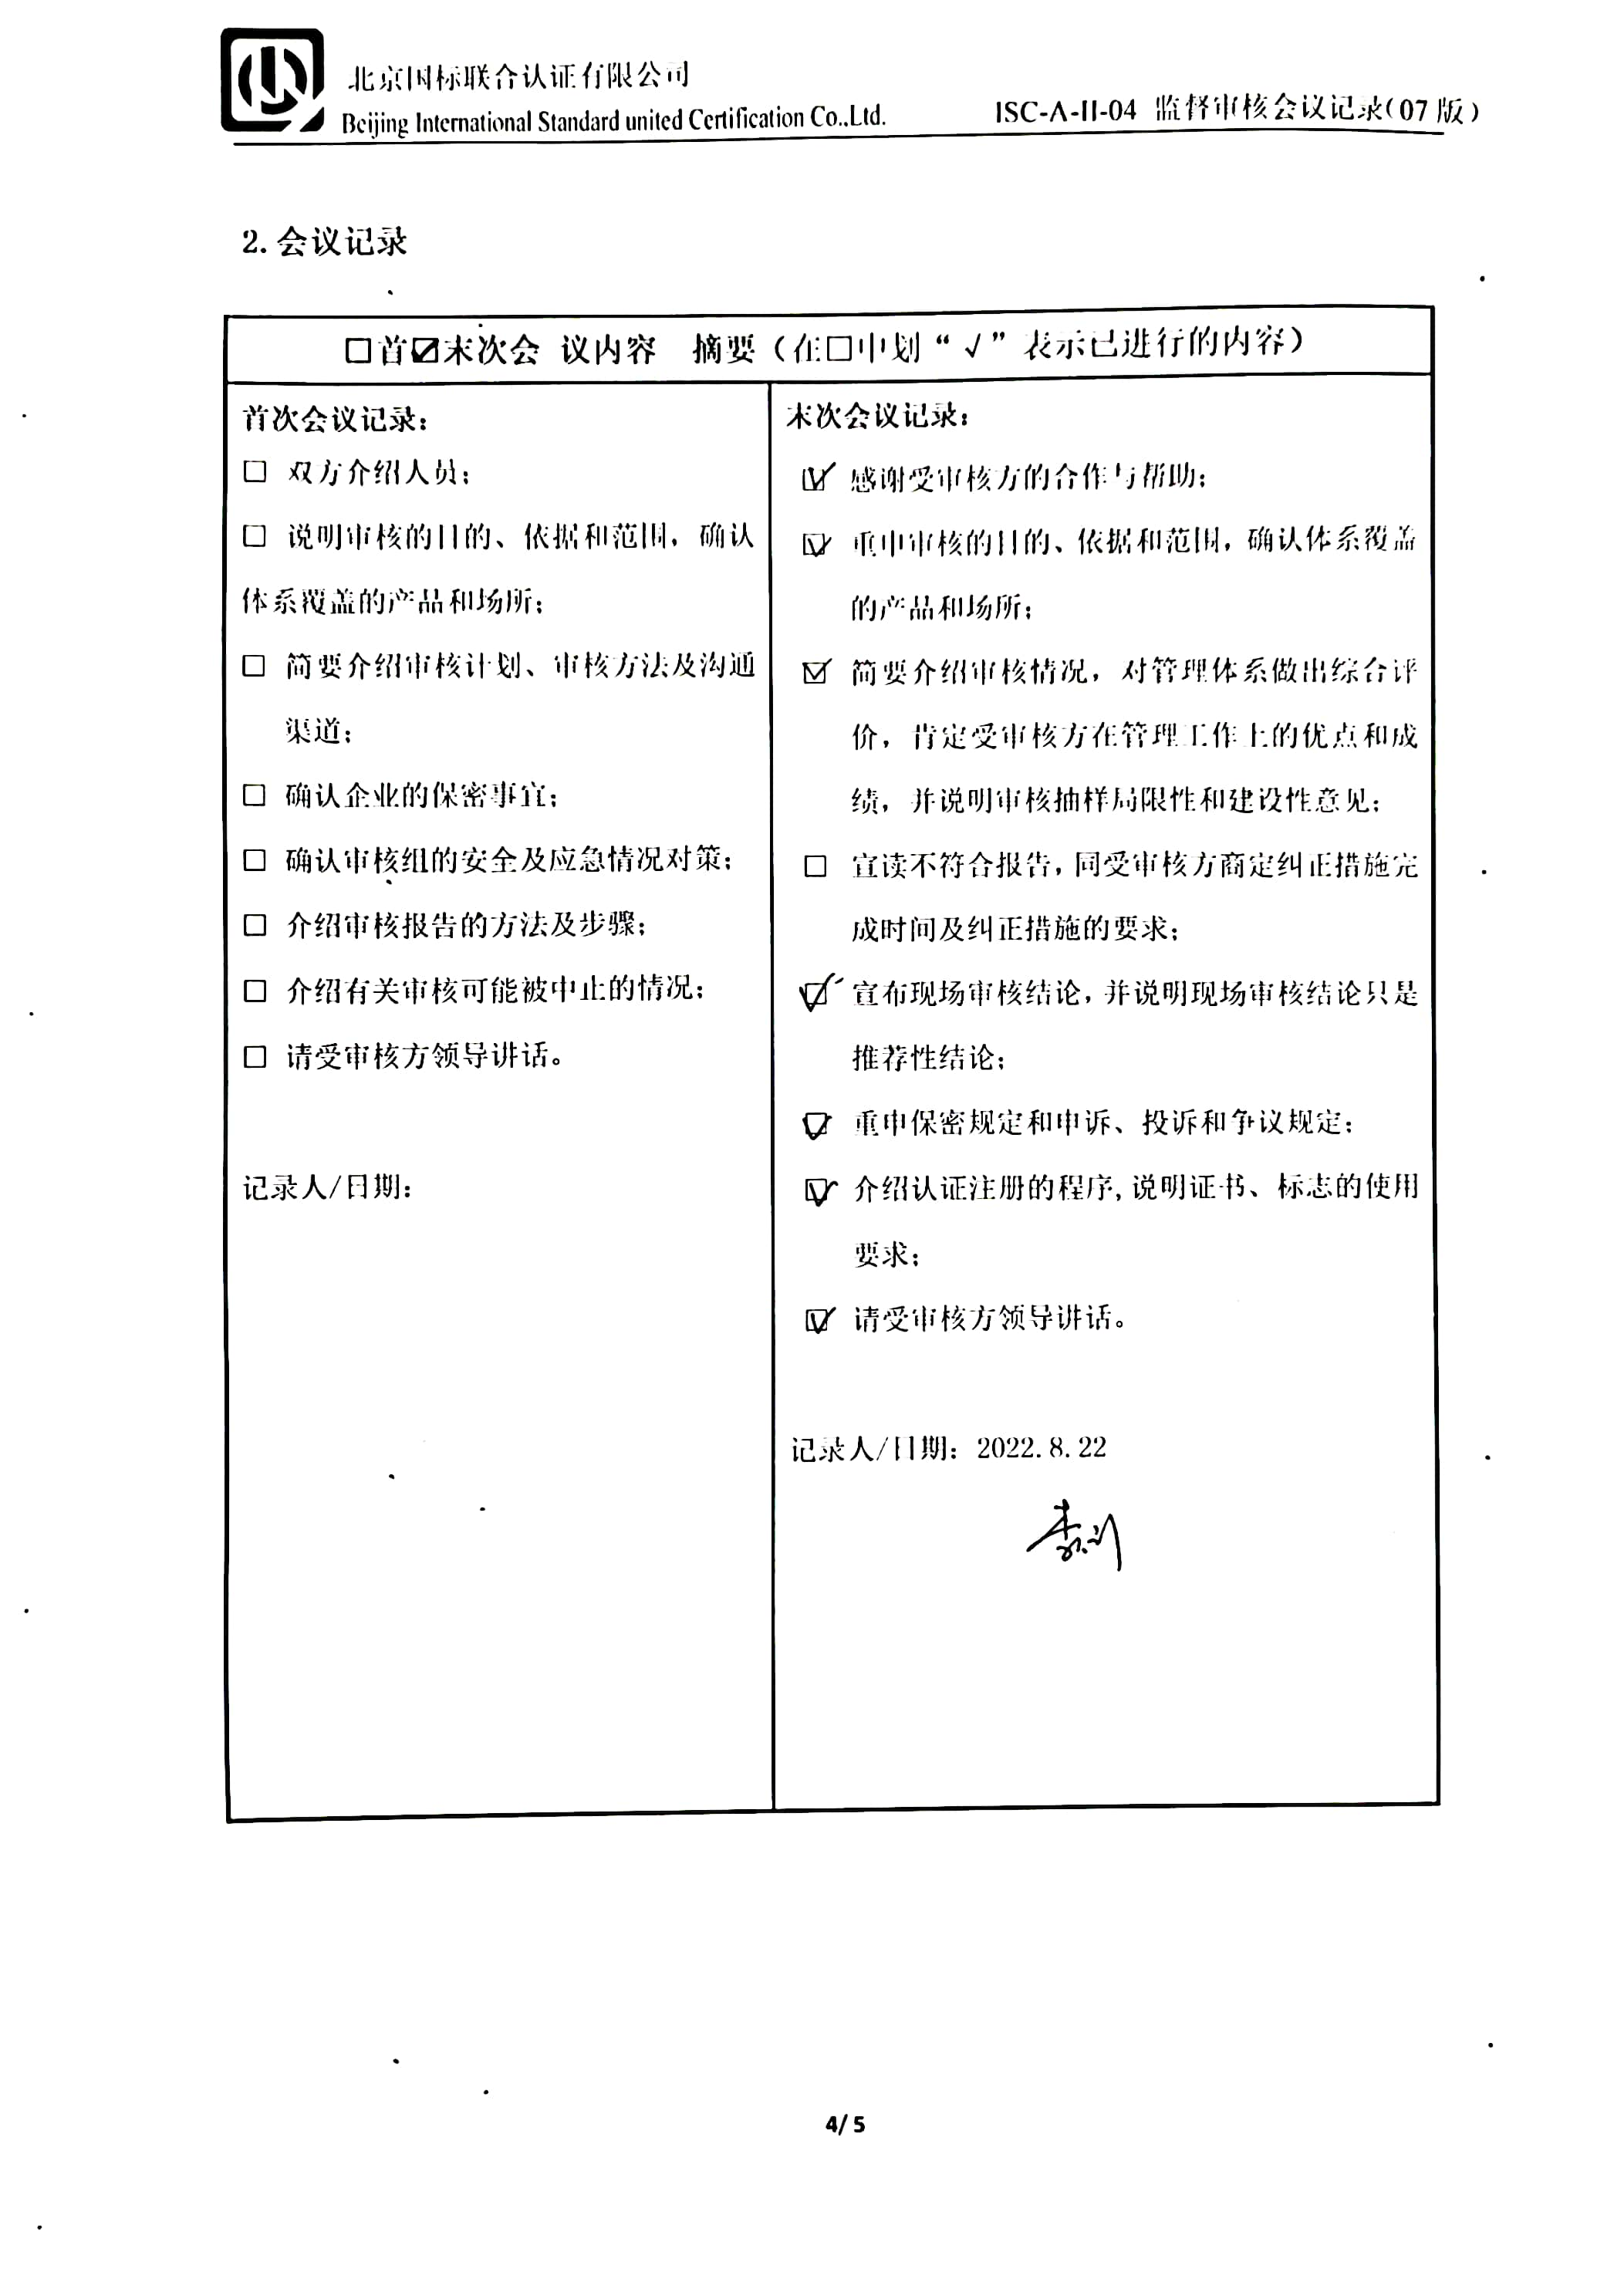 北京国标联合认证有限公司
Beijing International Standard united Certification Co.,Ltd.
ISC-A-II-04 监督审核会议记录(07版)
2.会议记录
□首☑末次会 议内容 摘要（在□中划“√”表示已进行的内容）
首次会议记录：
□ 双方介绍人员；
□ 说明审核的目的、依据和范围，确认
体系覆盖的产品和场所；
□ 简要介绍审核计划、审核方法及沟通
渠道；
□ 确认企业的保密事宜；
□ 确认审核组的安全及应急情况对策；
□ 介绍审核报告的方法及步骤；
□ 介绍有关审核可能被中止的情况；
□ 请受审核方领导讲话。
记录人/日期：
末次会议记录：
☑ 感谢受审核方的合作与帮助；
☑ 重申审核的目的、依据和范围，确认体系覆盖
的产品和场所；
☑ 简要介绍审核情况，对管理体系做出综合评
价，肯定受审核方在管理工作上的优点和成
绩，并说明审核抽样局限性和建设性意见；
□ 宣读不符合报告，同受审核方商定纠正措施完
成时间及纠正措施的要求；
☑ 宣布现场审核结论，并说明现场审核结论只是
推荐性结论；
☑ 重申保密规定和申诉、投诉和争议规定；
☑ 介绍认证注册的程序，说明证书、标志的使用
要求；
☑ 请受审核方领导讲话。
记录人/日期：2022.8.22
4/5